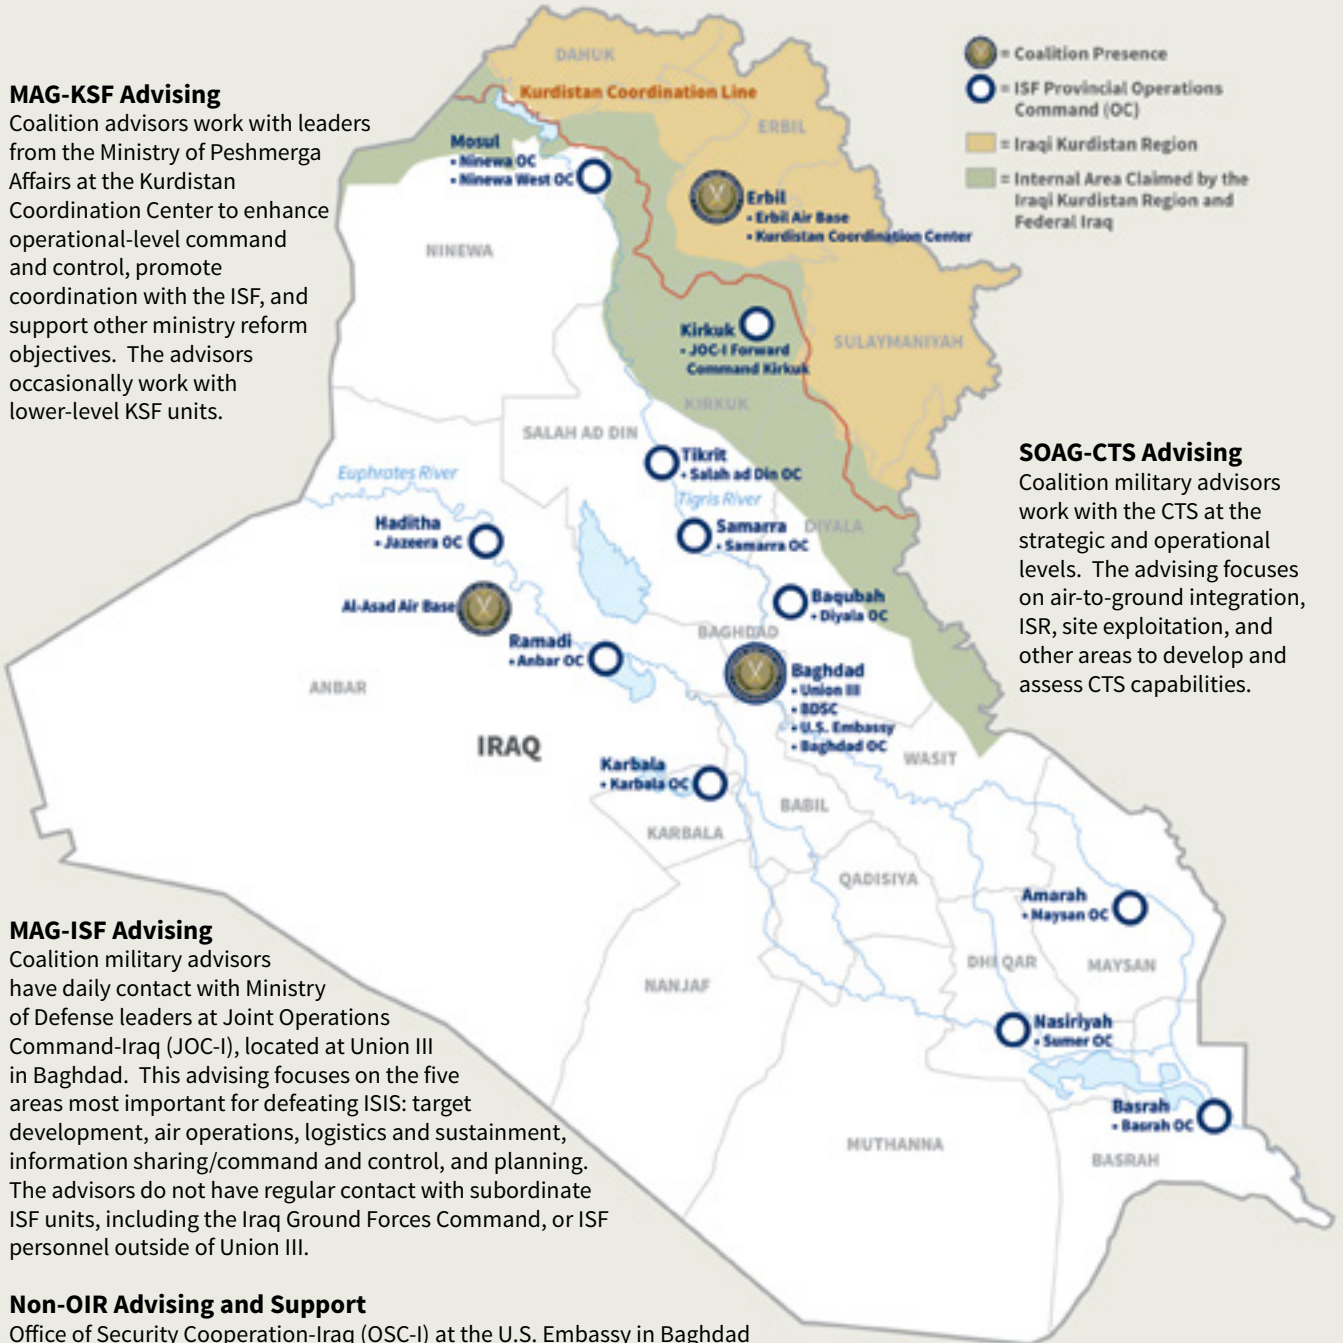 MAG-KSF Advising
Coalition advisors work with leaders
from the Ministry of Peshmerga
Affairs at the Kurdistan
Coordination Center to enhance
operational-level command
and control, promote
coordination with the ISF, and
support other ministry reform
objectives. The advisors
occasionally work with
lower-level KSF units.
= Coalition Presence
= ISF Provincial Operations
Command (OC)
= Iraqi Kurdistan Region
= Internal Area Claimed by the
Iraqi Kurdistan Region and
Federal Iraq
DAHUK
Kurdistan Coordination Line
ERBIL
Mosul
• Ninewa OC
• Ninewa West OC
Erbil
• Erbil Air Base
• Kurdistan Coordination Center
NINEWA
Kirkuk
• JOC-I Forward
Command Kirkuk
SULAYMANIYAH
KIRKUK
SALAH AD DIN
Tikrit
• Salah ad Din OC
Euphrates River
Tigris River
Haditha
• Jazeera OC
Samarra
• Samarra OC
DIYALA
Al-Asad Air Base
Baqubah
• Diyala OC
Ramadi
• Anbar OC
BAGHDAD
Baghdad
• Union III
• BDSC
• U.S. Embassy
• Baghdad OC
ANBAR
IRAQ
WASIT
Karbala
• Karbala OC
KARBALA
BABIL
QADISIYA
Amarah
• Maysan OC
DHI QAR
MAYSAN
NANJAF
Nasiriyah
• Sumer OC
Basrah
• Basrah OC
MUTHANNA
BASRAH
SOAG-CTS Advising
Coalition military advisors
work with the CTS at the
strategic and operational
levels. The advising focuses
on air-to-ground integration,
ISR, site exploitation, and
other areas to develop and
assess CTS capabilities.
MAG-ISF Advising
Coalition military advisors
have daily contact with Ministry
of Defense leaders at Joint Operations
Command-Iraq (JOC-I), located at Union III
in Baghdad. This advising focuses on the five
areas most important for defeating ISIS: target
development, air operations, logistics and sustainment,
information sharing/command and control, and planning.
The advisors do not have regular contact with subordinate
ISF units, including the Iraq Ground Forces Command, or ISF
personnel outside of Union III.
Non-OIR Advising and Support
Office of Security Cooperation-Iraq (OSC-I) at the U.S. Embassy in Baghdad